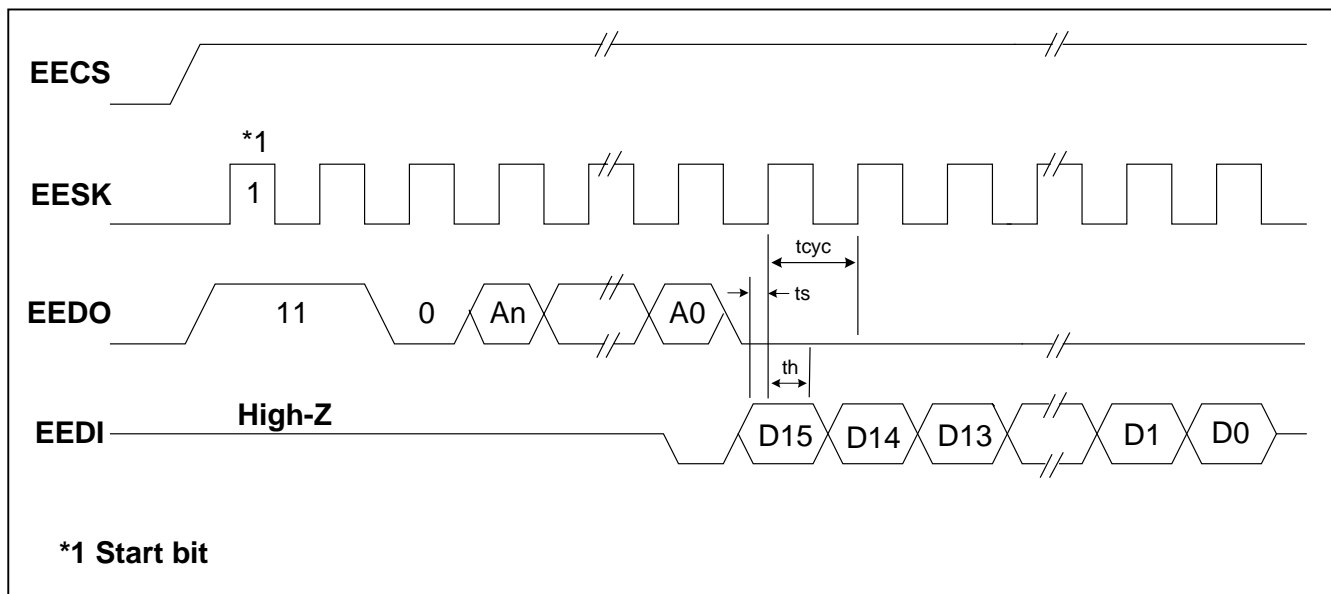 EECS
*1
EESK 1
tcyc
ts
EEDO 11 0 An A0
th
High-Z
EEDI D15 D14 D13 D1 D0
*1 Start bit